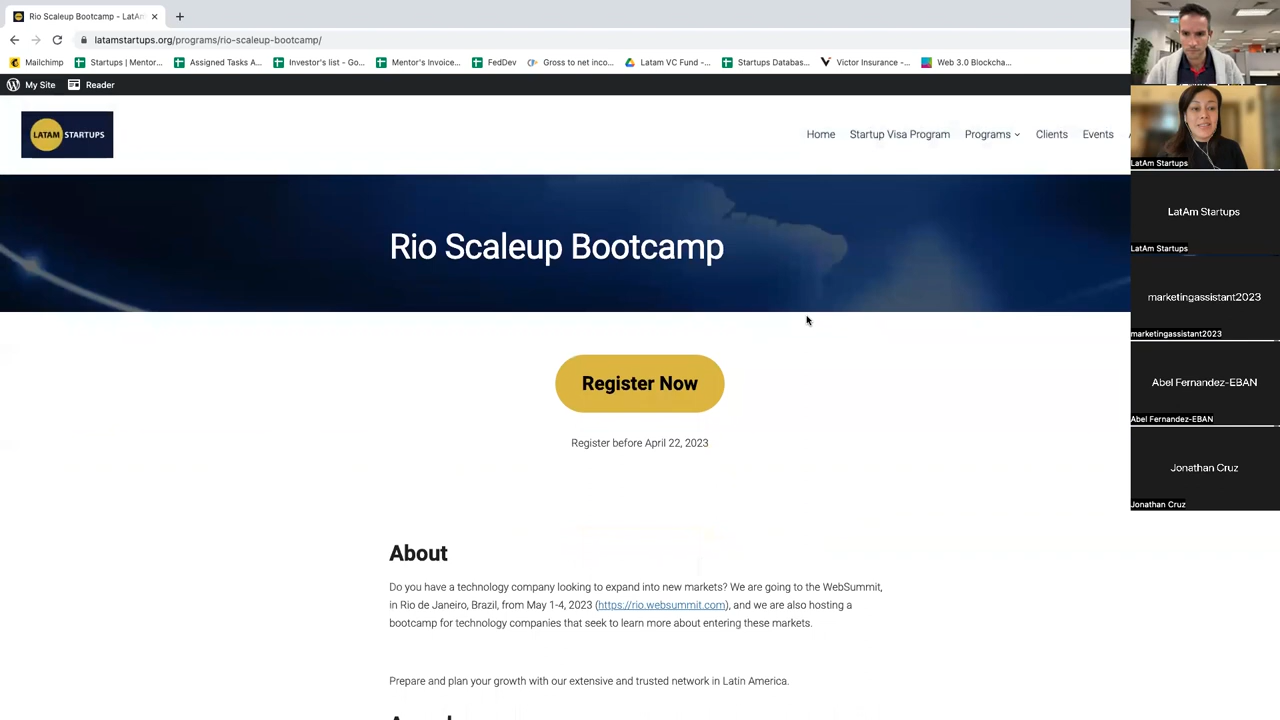 Rio Scaleup Bootcamp - LatAm
latamstartups.org/programs/rio-scaleup-bootcamp/
Mailchimp
Startups | Mentor...
Assigned Tasks A...
Investor's list - Go...
Mentor's Invoice...
FedDev
Gross to net inco...
Latam VC Fund -...
Startups Databas...
Victor Insurance -...
Web 3.0 Blockcha...
My Site
Reader
LATAM STARTUPS
Home
Startup Visa Program
Programs
Clients
Events
Rio Scaleup Bootcamp
Register Now
Register before April 22, 2023
About
Do you have a technology company looking to expand into new markets? We are going to the WebSummit,
in Rio de Janeiro, Brazil, from May 1-4, 2023 (https://rio.websummit.com), and we are also hosting a
bootcamp for technology companies that seek to learn more about entering these markets.
Prepare and plan your growth with our extensive and trusted network in Latin America.
LatAm Startups
LatAm Startups
LatAm Startups
marketingassistant2023
marketingassistant2023
Abel Fernandez-EBAN
Abel Fernandez-EBAN
Jonathan Cruz
Jonathan Cruz